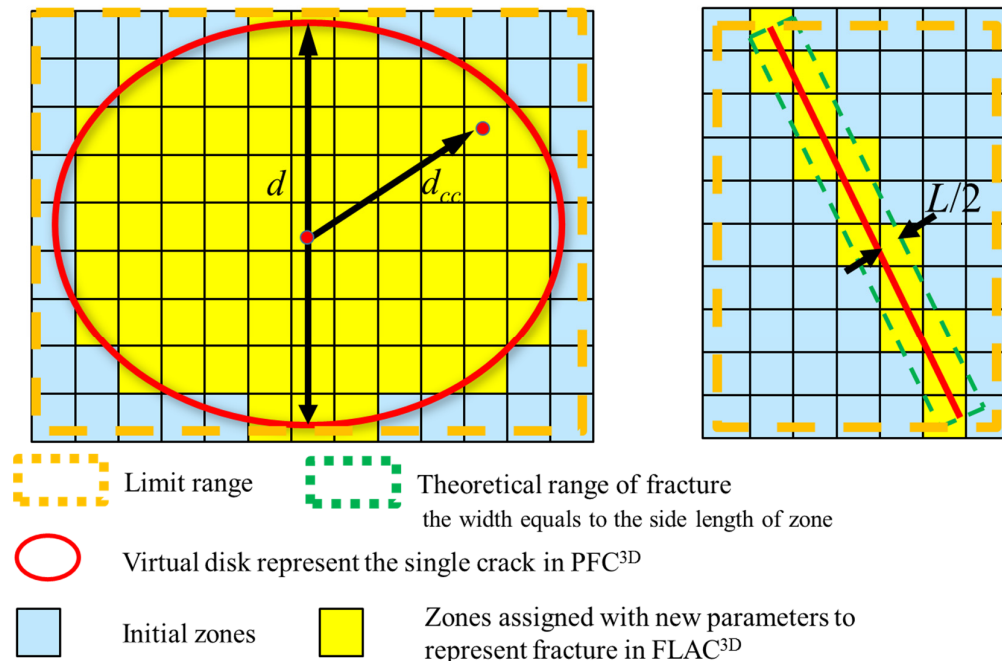 d
d_cc
L/2
Limit range
Theoretical range of fracture
the width equals to the side length of zone
Virtual disk represent the single crack in PFC³ᴰ
Initial zones
Zones assigned with new parameters to
represent fracture in FLAC³ᴰ